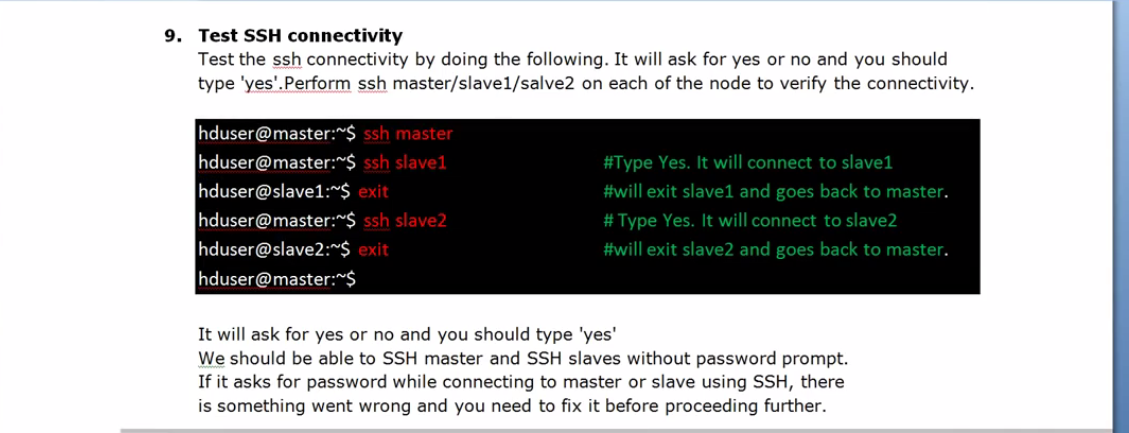 9. Test SSH connectivity
Test the ssh connectivity by doing the following. It will ask for yes or no and you should
type 'yes'.Perform ssh master/slave1/salve2 on each of the node to verify the connectivity.
hduser@master:~$ ssh master
hduser@master:~$ ssh slave1 #Type Yes. It will connect to slave1
hduser@slave1:~$ exit #will exit slave1 and goes back to master.
hduser@master:~$ ssh slave2 # Type Yes. It will connect to slave2
hduser@slave2:~$ exit #will exit slave2 and goes back to master.
hduser@master:~$
It will ask for yes or no and you should type 'yes'
We should be able to SSH master and SSH slaves without password prompt.
If it asks for password while connecting to master or slave using SSH, there
is something went wrong and you need to fix it before proceeding further.